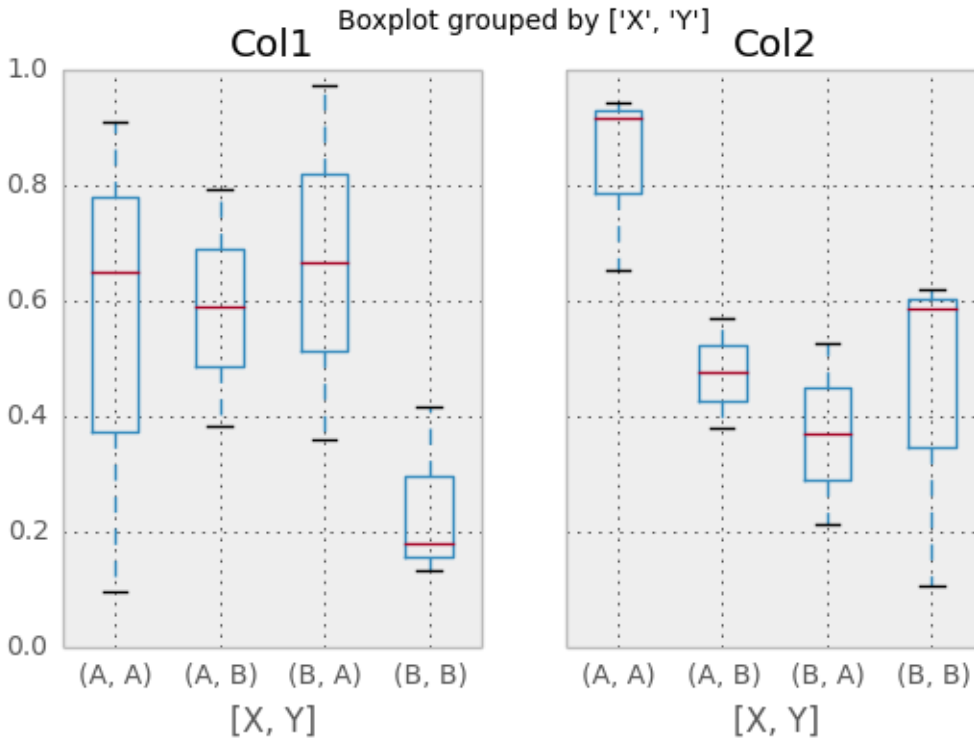 Boxplot grouped by ['X', 'Y']
Col1
Col2
1.0
0.8
0.6
0.4
0.2
0.0
(A, A) (A, B) (B, A) (B, B)
(A, A) (A, B) (B, A) (B, B)
[X, Y]
[X, Y]